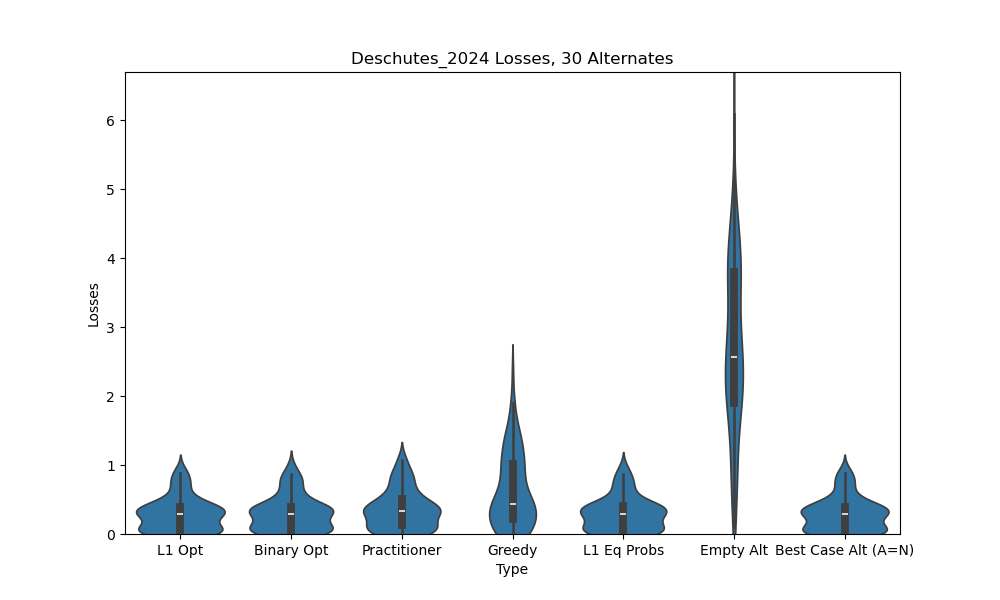 Deschutes_2024 Losses, 30 Alternates
Losses
6
5
4
3
2
1
0
L1 Opt
Binary Opt
Practitioner
Greedy
L1 Eq Probs
Empty Alt
Best Case Alt (A=N)
Type